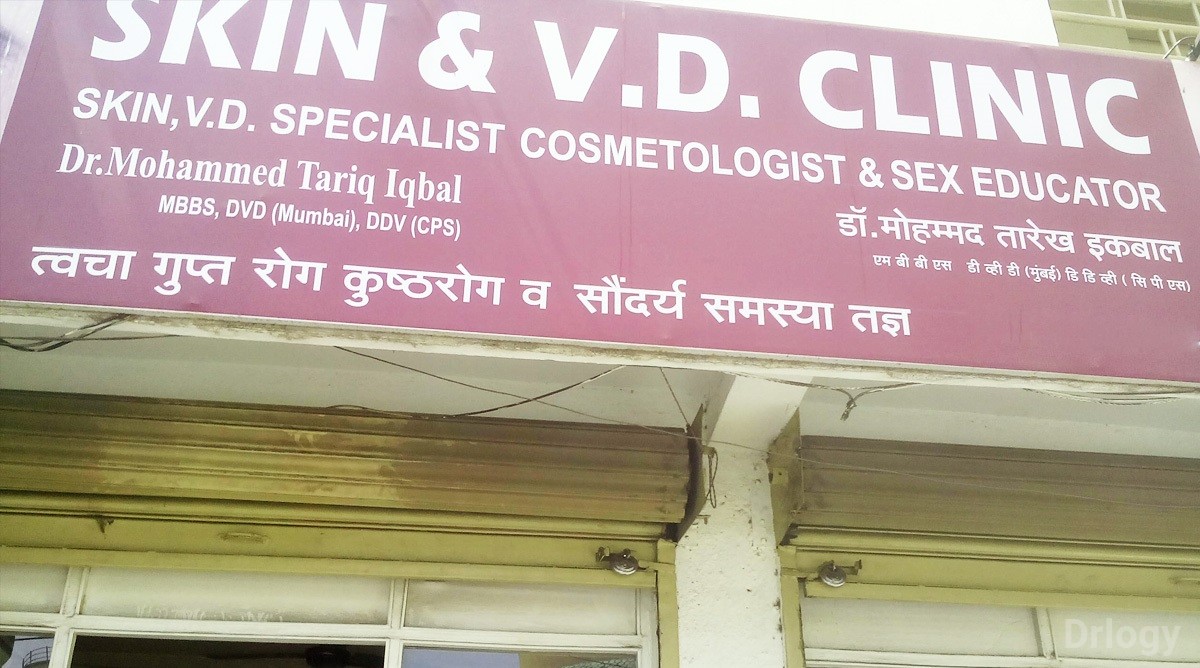 SKIN & V.D. CLINIC
SKIN,V.D. SPECIALIST COSMETOLOGIST & SEX EDUCATOR
Dr.Mohammed Tariq Iqbal
MBBS, DVD (Mumbai), DDV (CPS)
डॉ.मोहम्मद तारेख इकबाल
एम बी बी एस डी व्ही डी (मुंबई) डि डि व्ही ( सि पी एस)
त्वचा गुप्त रोग कुष्ठरोग व सौंदर्य समस्या तज्ञ
Drlogy